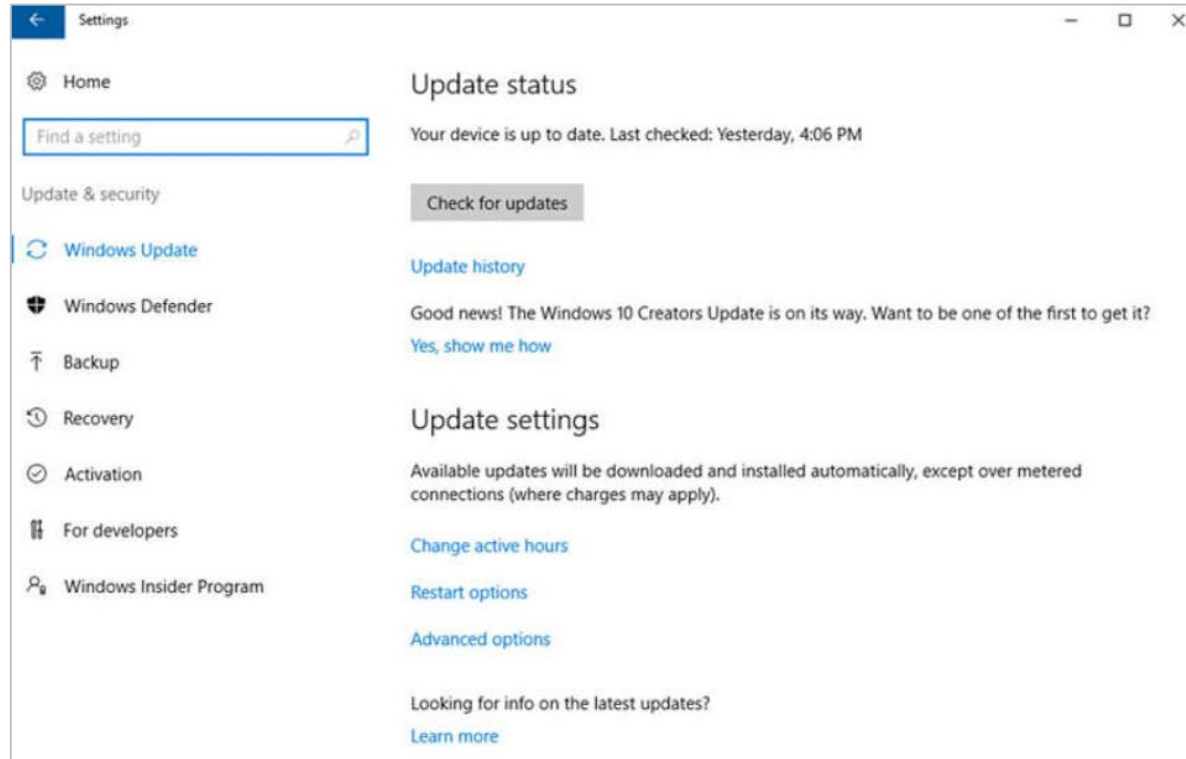 Settings
Home
Find a setting
Update & security
Windows Update
Windows Defender
Backup
Recovery
Activation
For developers
Windows Insider Program
Update status
Your device is up to date. Last checked: Yesterday, 4:06 PM
Check for updates
Update history
Good news! The Windows 10 Creators Update is on its way. Want to be one of the first to get it?
Yes, show me how
Update settings
Available updates will be downloaded and installed automatically, except over metered
connections (where charges may apply).
Change active hours
Restart options
Advanced options
Looking for info on the latest updates?
Learn more